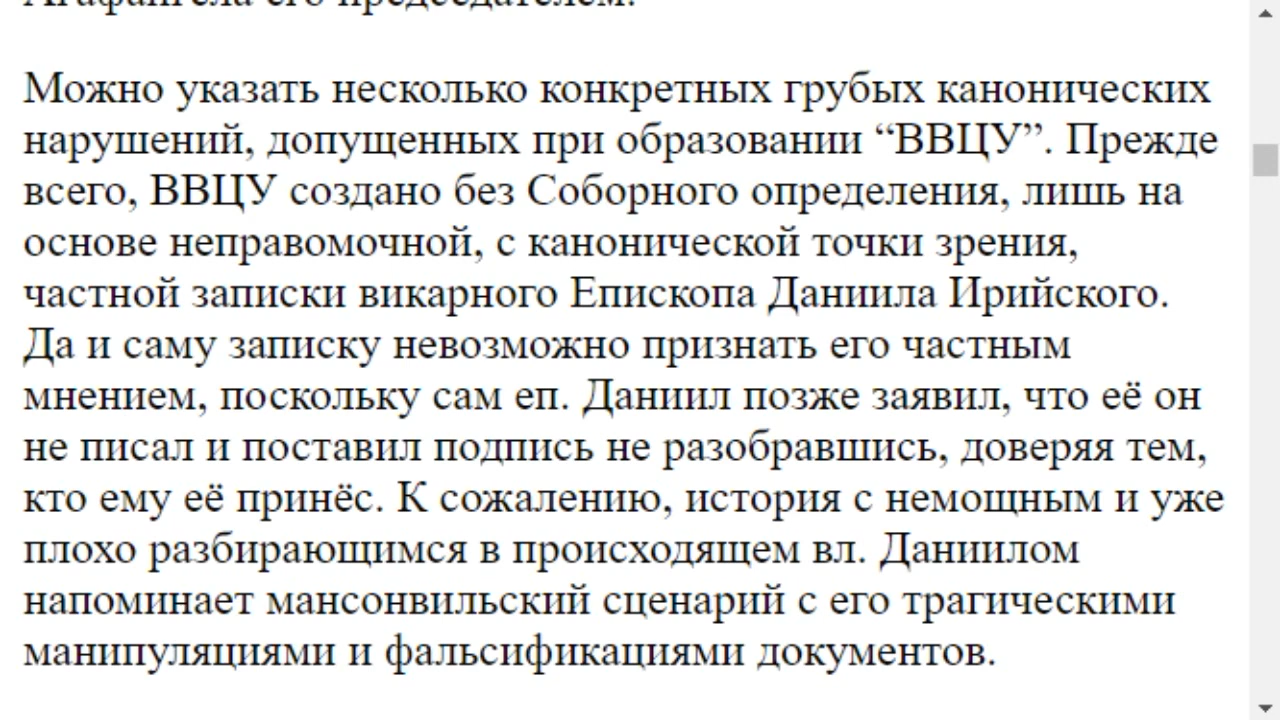 Агафангела его председателем.
Можно указать несколько конкретных грубых канонических
нарушений, допущенных при образовании “ВВЦУ”. Прежде
всего, ВВЦУ создано без Соборного определения, лишь на
основе неправомочной, с канонической точки зрения,
частной записки викарного Епископа Даниила Ирийского.
Да и саму записку невозможно признать его частным
мнением, поскольку сам еп. Даниил позже заявил, что её он
не писал и поставил подпись не разобравшись, доверяя тем,
кто ему её принёс. К сожалению, история с немощным и уже
плохо разбирающимся в происходящем вл. Даниилом
напоминает мансонвильский сценарий с его трагическими
манипуляциями и фальсификациями документов.